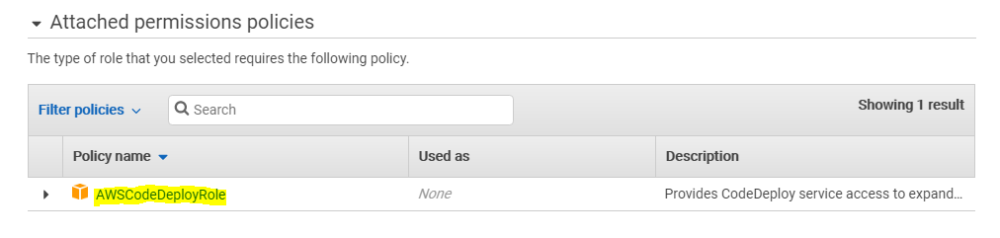 Attached permissions policies
The type of role that you selected requires the following policy.
Filter policies Search Showing 1 result
Policy name Used as Description
AWSCodeDeployRole None Provides CodeDeploy service access to expand...